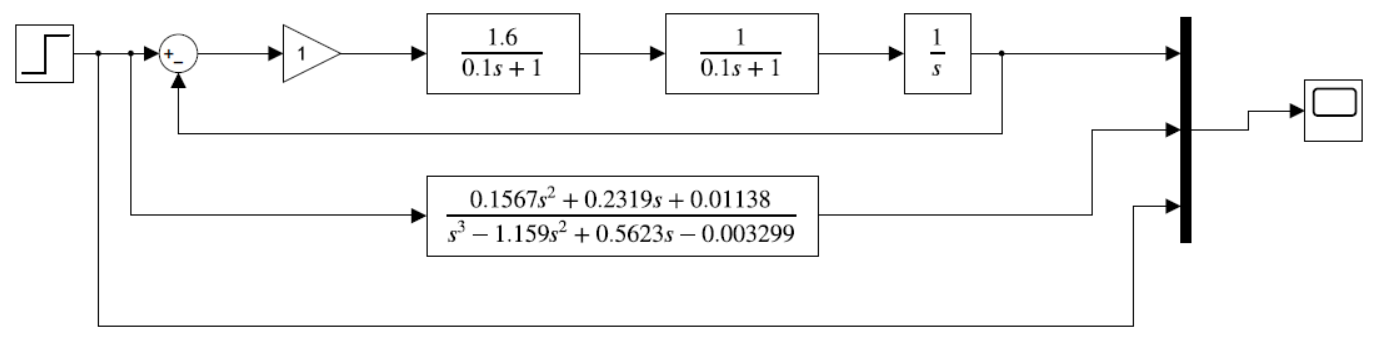 +
−
1
1.6
0.1s + 1
1
0.1s + 1
1
s
0.1567s² + 0.2319s + 0.01138
s³ − 1.159s² + 0.5623s − 0.003299